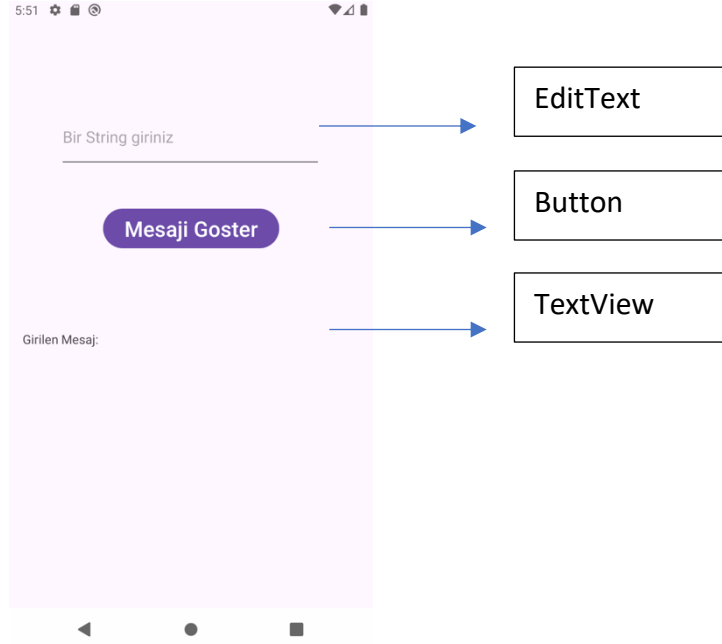 5:51
EditText
Bir String giriniz
Button
Mesaji Goster
TextView
Girilen Mesaj: